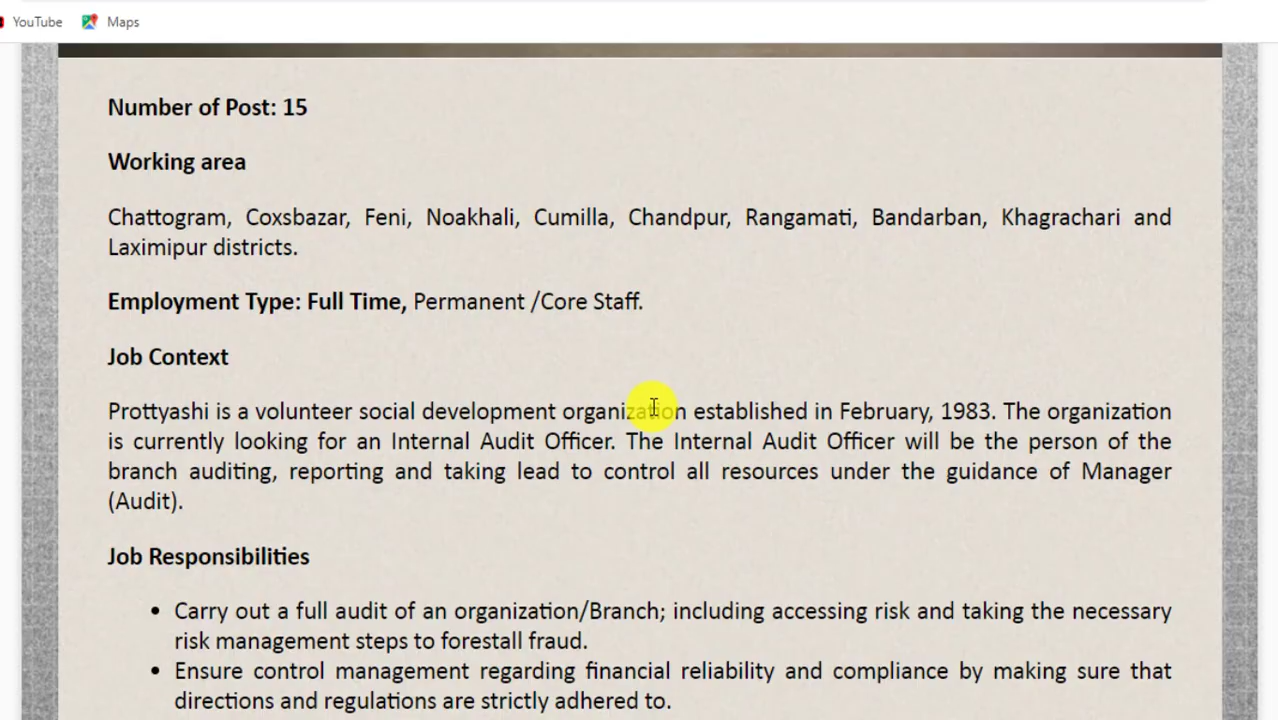 YouTube Maps
Number of Post: 15
Working area
Chattogram, Coxsbazar, Feni, Noakhali, Cumilla, Chandpur, Rangamati, Bandarban, Khagrachari and
Laximipur districts.
Employment Type: Full Time, Permanent /Core Staff.
Job Context
Prottyashi is a volunteer social development organization established in February, 1983. The organization
is currently looking for an Internal Audit Officer. The Internal Audit Officer will be the person of the
branch auditing, reporting and taking lead to control all resources under the guidance of Manager
(Audit).
Job Responsibilities
• Carry out a full audit of an organization/Branch; including accessing risk and taking the necessary
risk management steps to forestall fraud.
• Ensure control management regarding financial reliability and compliance by making sure that
directions and regulations are strictly adhered to.